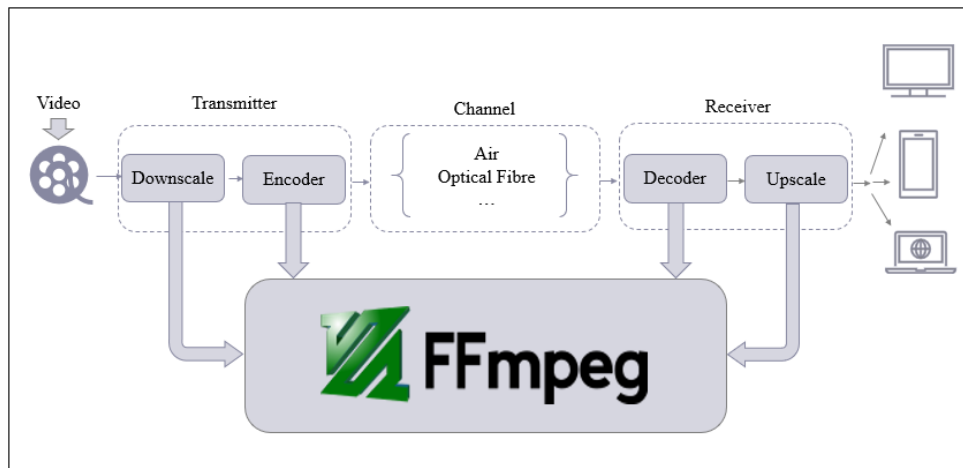 Video
Transmitter
Channel
Receiver
Downscale
Encoder
Air
Optical Fibre
...
Decoder
Upscale
FFmpeg